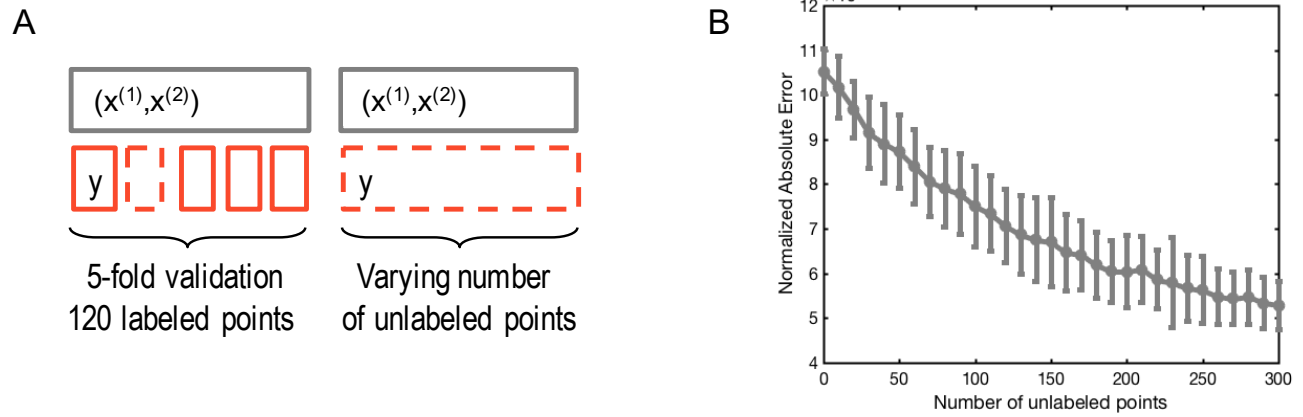 A
(x⁽¹⁾,x⁽²⁾)
(x⁽¹⁾,x⁽²⁾)
y
y
5-fold validation
120 labeled points
Varying number
of unlabeled points
B
12
11
10
9
8
7
6
5
4
Normalized Absolute Error
0
50
100
150
200
250
300
Number of unlabeled points